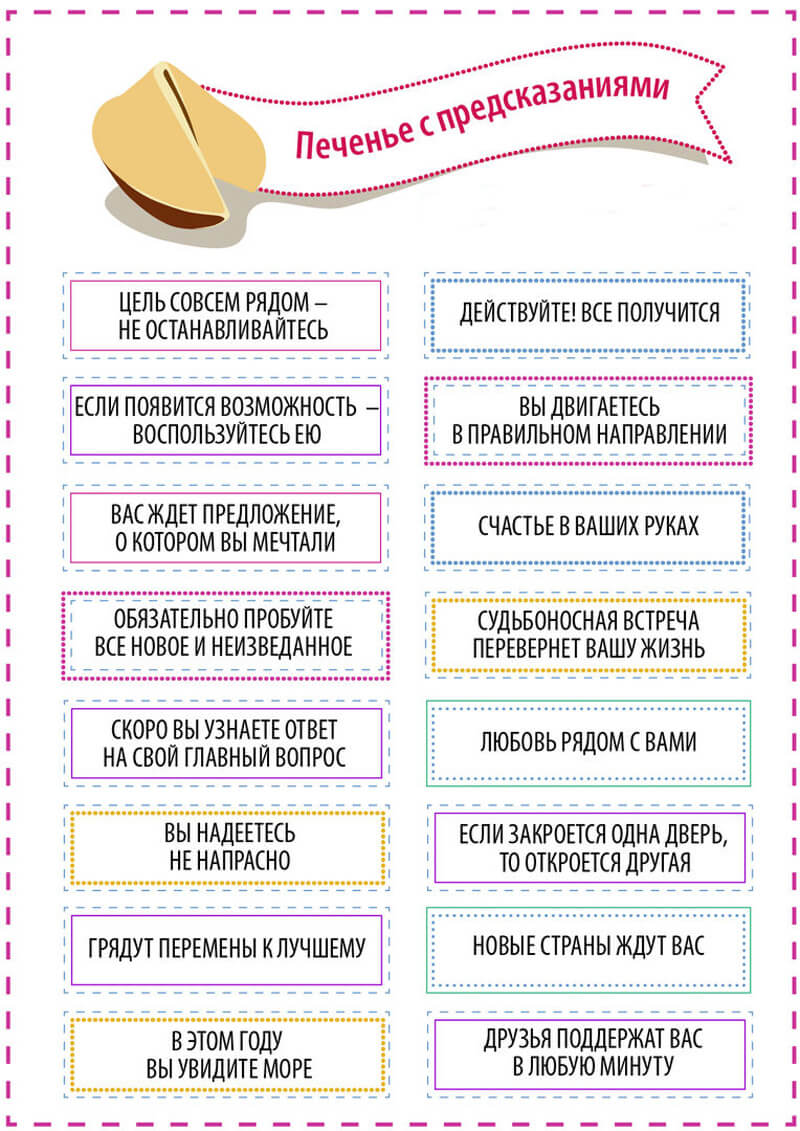 Печенье с предсказаниями
ЦЕЛЬ СОВСЕМ РЯДОМ –
НЕ ОСТАНАВЛИВАЙТЕСЬ
ДЕЙСТВУЙТЕ! ВСЕ ПОЛУЧИТСЯ
ЕСЛИ ПОЯВИТСЯ ВОЗМОЖНОСТЬ –
ВОСПОЛЬЗУЙТЕСЬ ЕЮ
ВЫ ДВИГАЕТЕСЬ
В ПРАВИЛЬНОМ НАПРАВЛЕНИИ
ВАС ЖДЕТ ПРЕДЛОЖЕНИЕ,
О КОТОРОМ ВЫ МЕЧТАЛИ
СЧАСТЬЕ В ВАШИХ РУКАХ
ОБЯЗАТЕЛЬНО ПРОБУЙТЕ
ВСЕ НОВОЕ И НЕИЗВЕДАННОЕ
СУДЬБОНОСНАЯ ВСТРЕЧА
ПЕРЕВЕРНЕТ ВАШУ ЖИЗНЬ
СКОРО ВЫ УЗНАЕТЕ ОТВЕТ
НА СВОЙ ГЛАВНЫЙ ВОПРОС
ЛЮБОВЬ РЯДОМ С ВАМИ
ВЫ НАДЕЕТЕСЬ
НЕ НАПРАСНО
ЕСЛИ ЗАКРОЕТСЯ ОДНА ДВЕРЬ,
ТО ОТКРОЕТСЯ ДРУГАЯ
ГРЯДУТ ПЕРЕМЕНЫ К ЛУЧШЕМУ
НОВЫЕ СТРАНЫ ЖДУТ ВАС
В ЭТОМ ГОДУ
ВЫ УВИДИТЕ МОРЕ
ДРУЗЬЯ ПОДДЕРЖАТ ВАС
В ЛЮБУЮ МИНУТУ